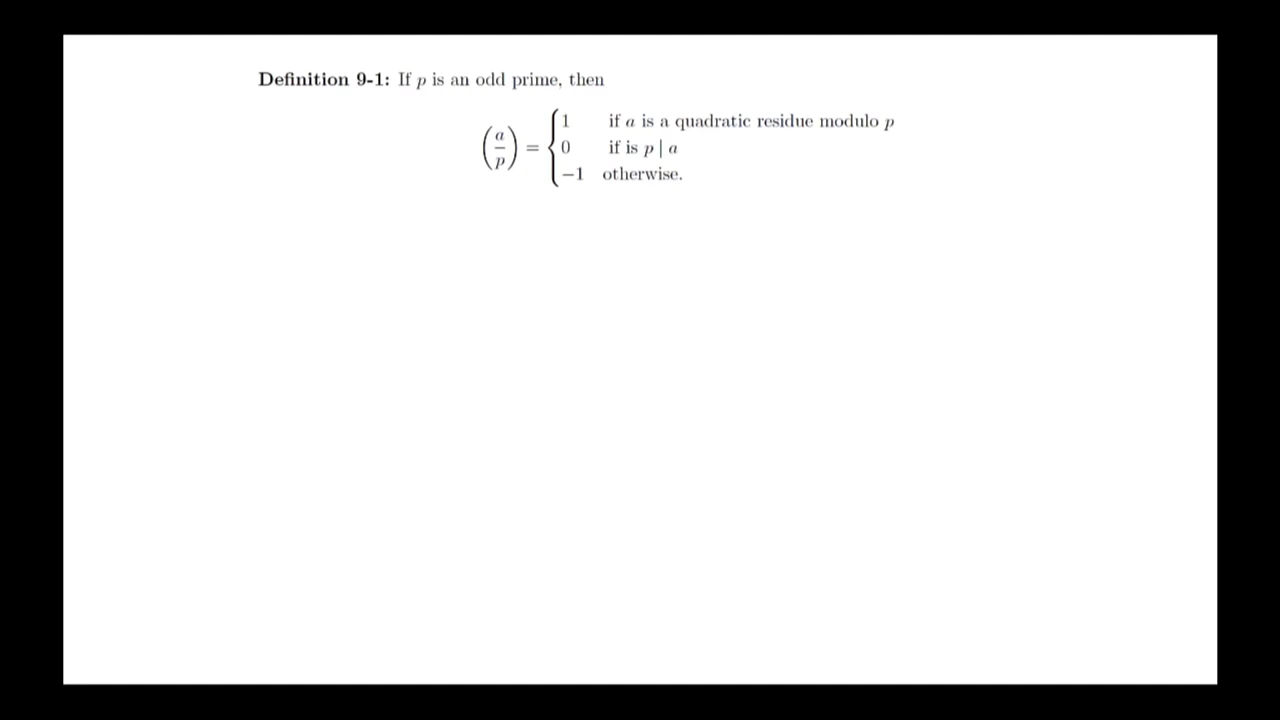 Definition 9-1: If p is an odd prime, then
(a/p) = { 1 if a is a quadratic residue modulo p
0 if is p | a
−1 otherwise.